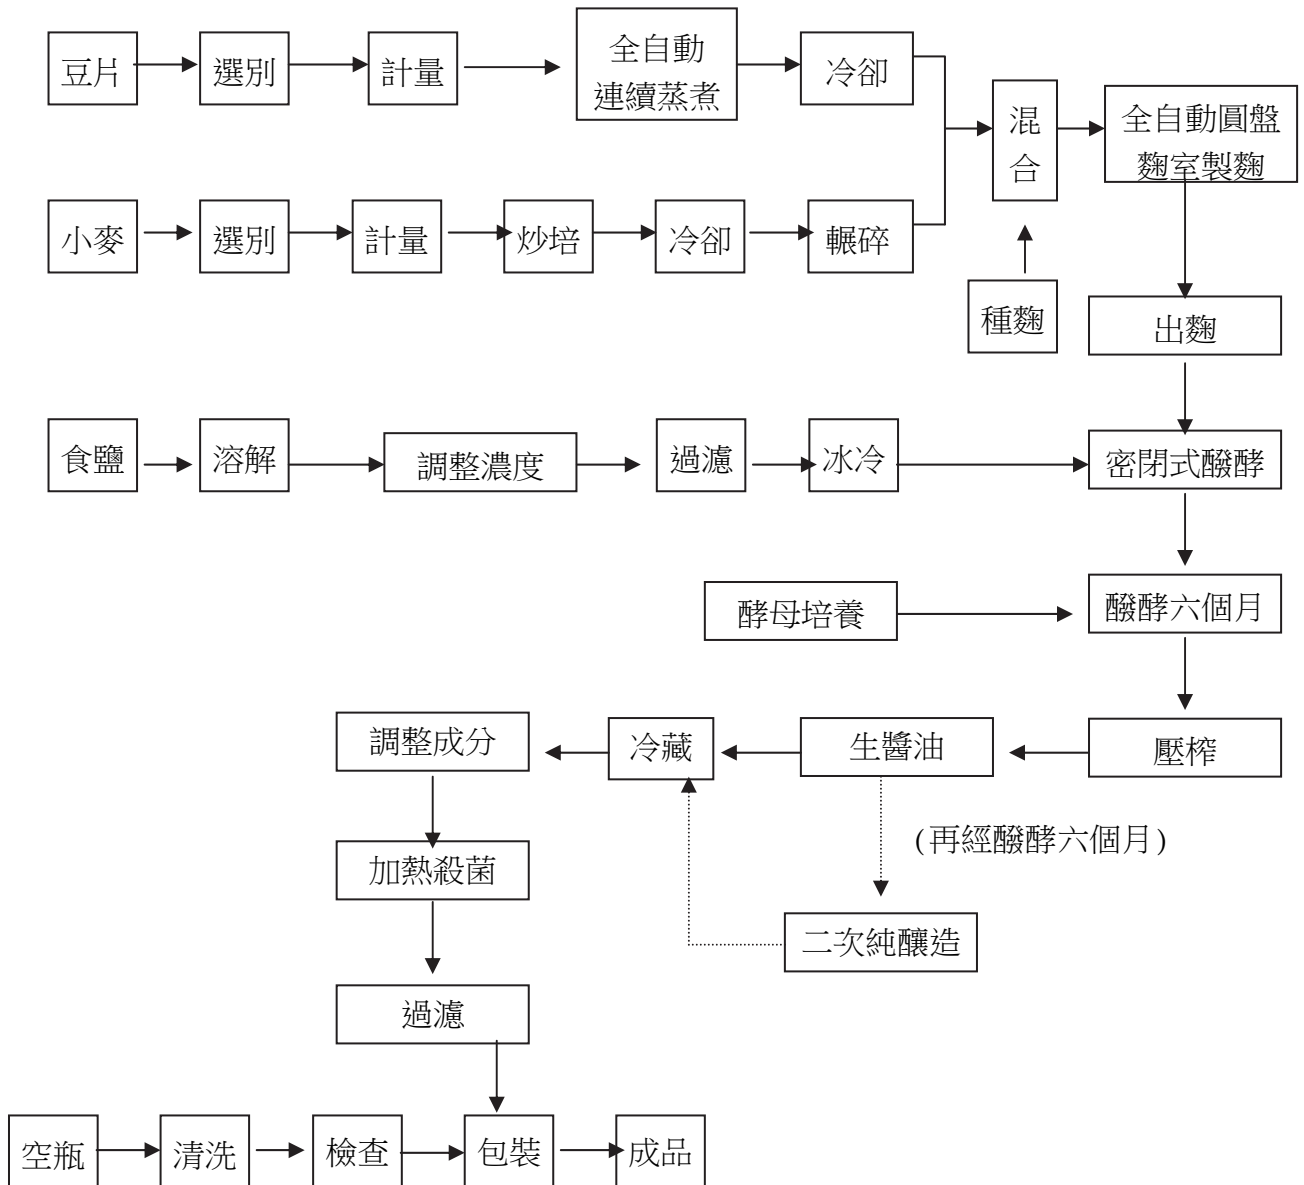 豆片
選別
計量
全自動
連續蒸煮
冷卻
混
合
全自動圓盤
麴室製麴
小麥
選別
計量
炒培
冷卻
輾碎
種麴
出麴
食鹽
溶解
調整濃度
過濾
冰冷
密閉式醱酵
酵母培養
醱酵六個月
調整成分
冷藏
生醬油
壓榨
(再經醱酵六個月)
加熱殺菌
二次純釀造
過濾
空瓶
清洗
檢查
包裝
成品